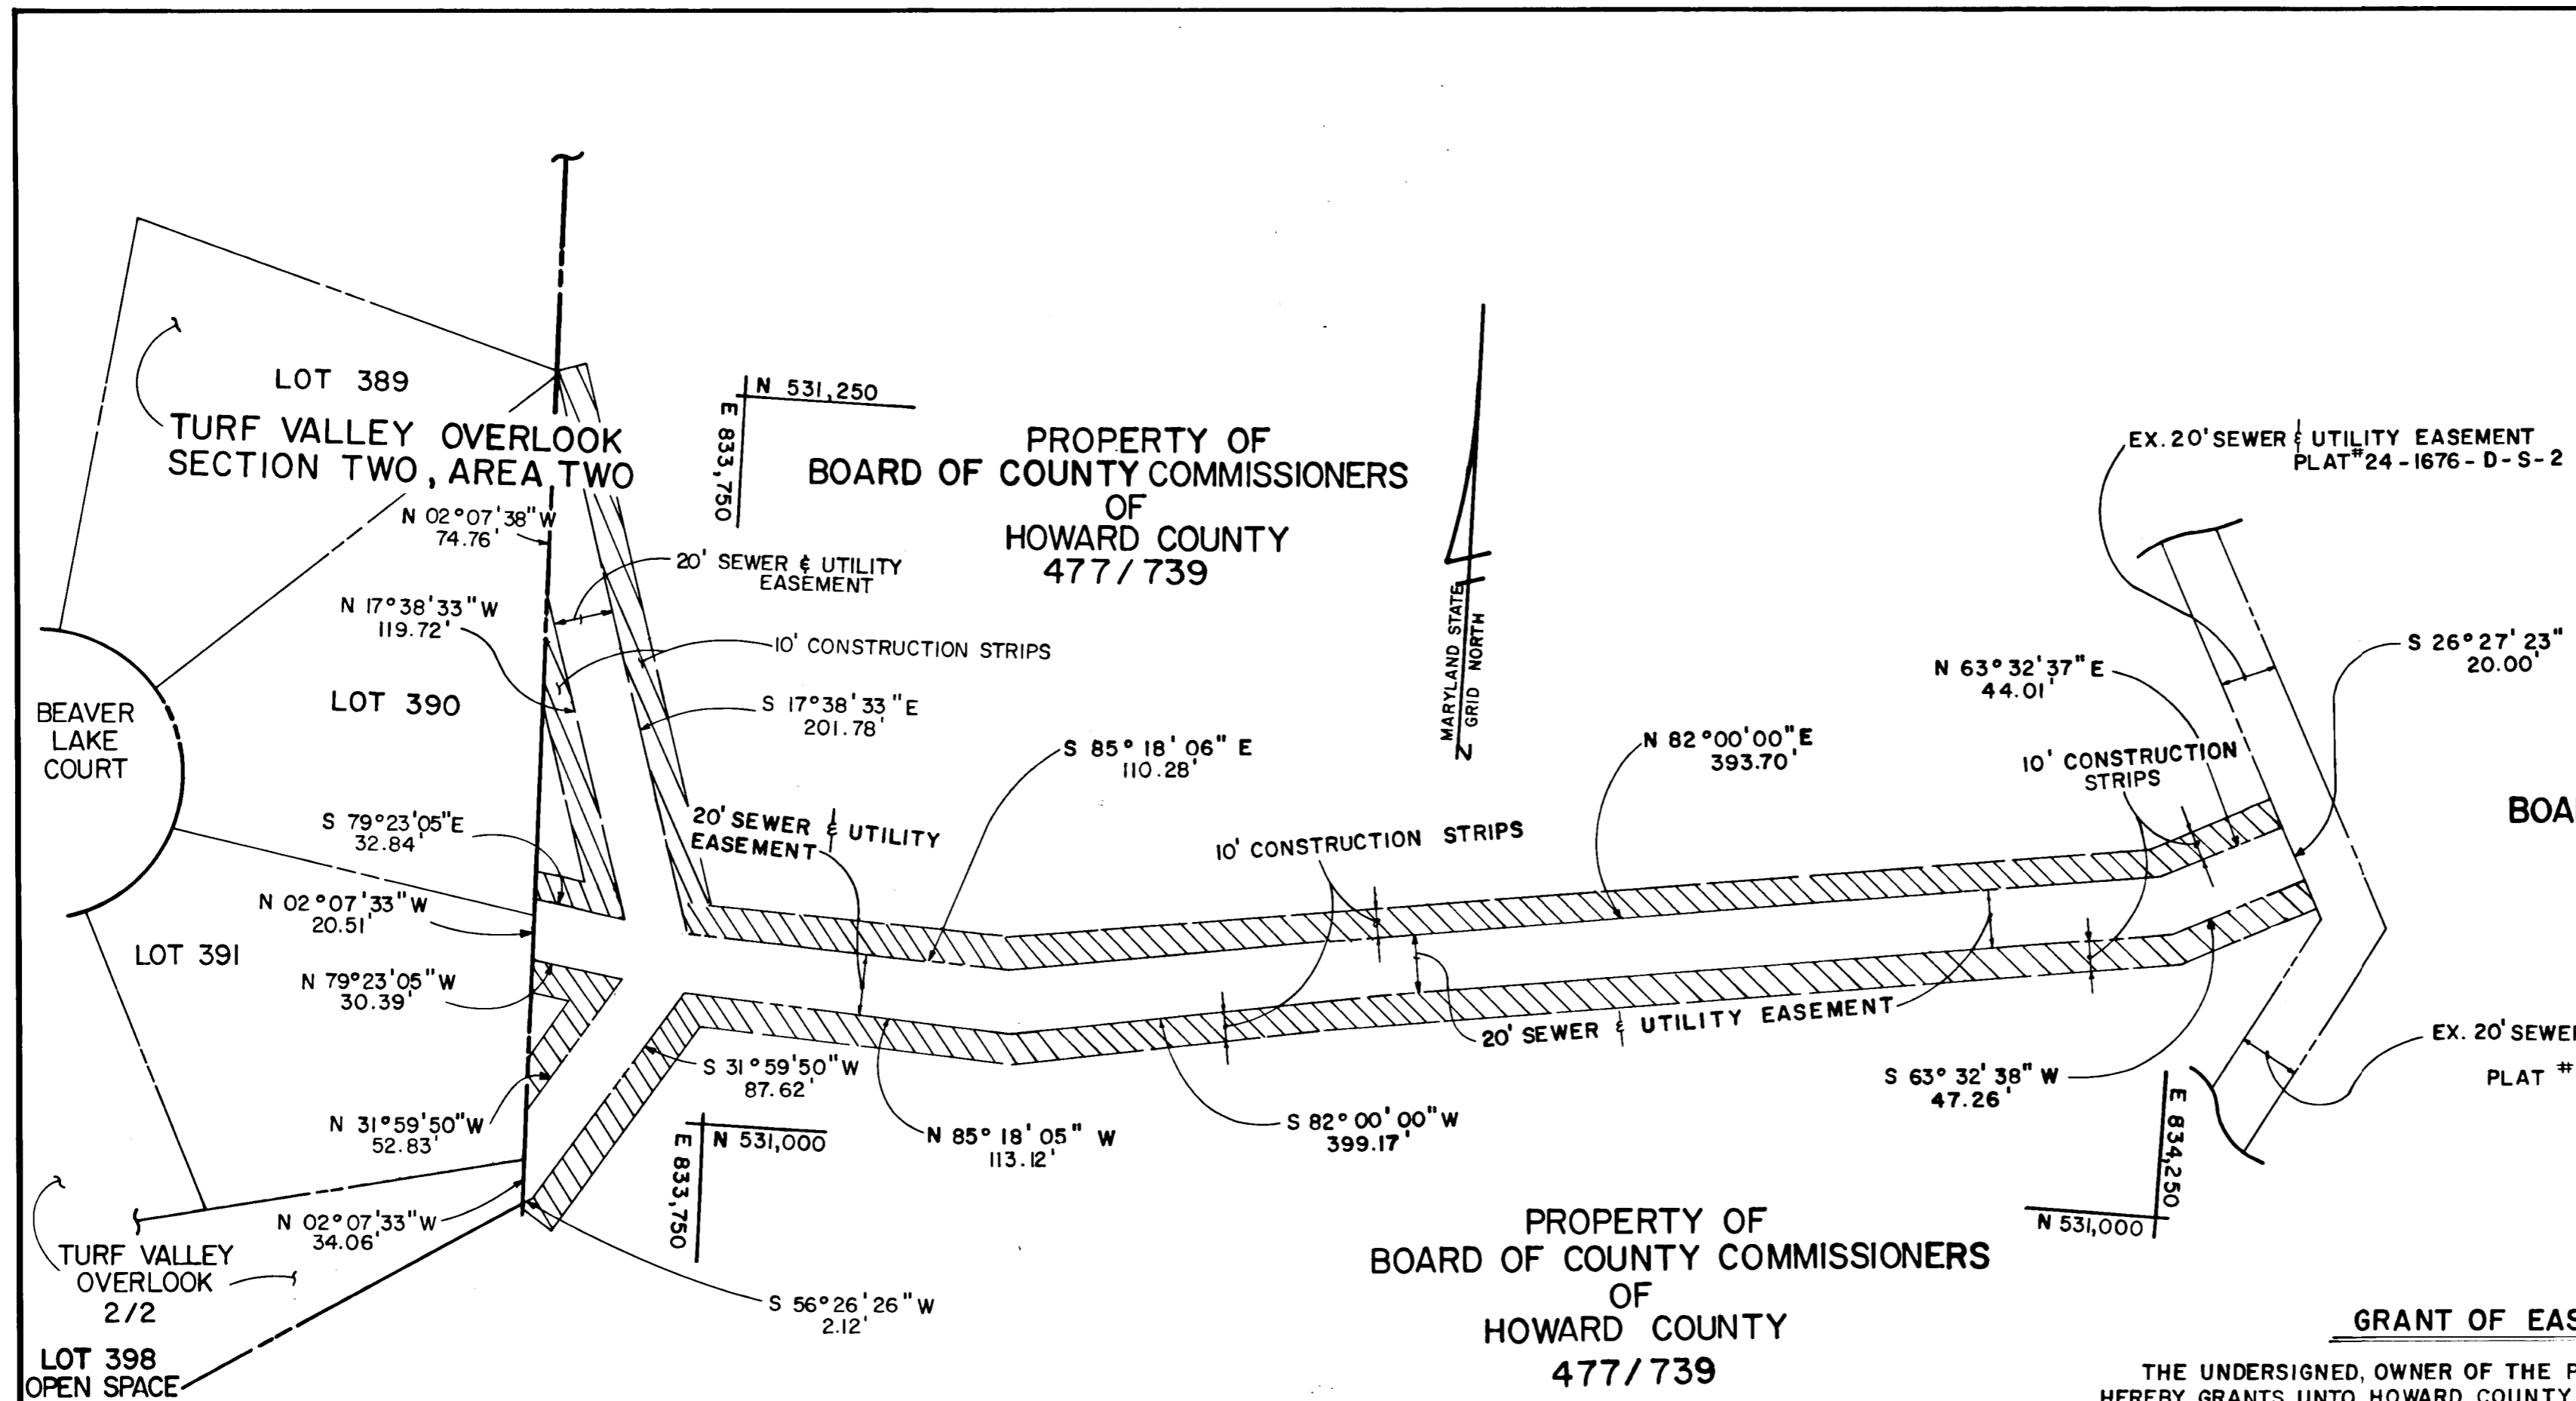 LOT 389
TURF VALLEY OVERLOOK
SECTION TWO, AREA TWO
N 02°07'38" W
74.76'
N 17°38'33" W
119.72'
LOT 390
BEAVER
LAKE
COURT
S 79°23'05"E
32.84'
N 02°07'33" W
20.51'
LOT 391
N 79°23'05" W
30.39'
N 31°59'50" W
52.83'
N 02°07'33" W
34.06'
TURF VALLEY
OVERLOOK
2/2
LOT 398
OPEN SPACE
N 531,250
E 833,750
PROPERTY OF
BOARD OF COUNTY COMMISSIONERS
OF
HOWARD COUNTY
477/739
20' SEWER & UTILITY
EASEMENT
10' CONSTRUCTION STRIPS
S 17°38'33" E
201.78'
20' SEWER & UTILITY
EASEMENT
S 85°18'06" E
110.28'
MARYLAND STATE
GRID NORTH
N 82°00'00" E
393.70'
10' CONSTRUCTION STRIPS
EX. 20' SEWER & UTILITY EASEMENT
PLAT #24-1676-D-S-2
S 26°27'23"
20.00'
N 63°32'37" E
44.01'
10' CONSTRUCTION
STRIPS
BOA
S 31°59'50" W
87.62'
N 531,000
E 833,750
N 85°18'05" W
113.12'
S 82°00'00" W
399.17'
20' SEWER & UTILITY EASEMENT
S 63°32'38" W
47.26'
EX. 20' SEWER
PLAT #
E 834,250
N 531,000
S 56°26'26" W
2.12'
PROPERTY OF
BOARD OF COUNTY COMMISSIONERS
OF
HOWARD COUNTY
477/739
GRANT OF EAS
THE UNDERSIGNED, OWNER OF THE P
HEREBY GRANTS UNTO HOWARD COUNTY